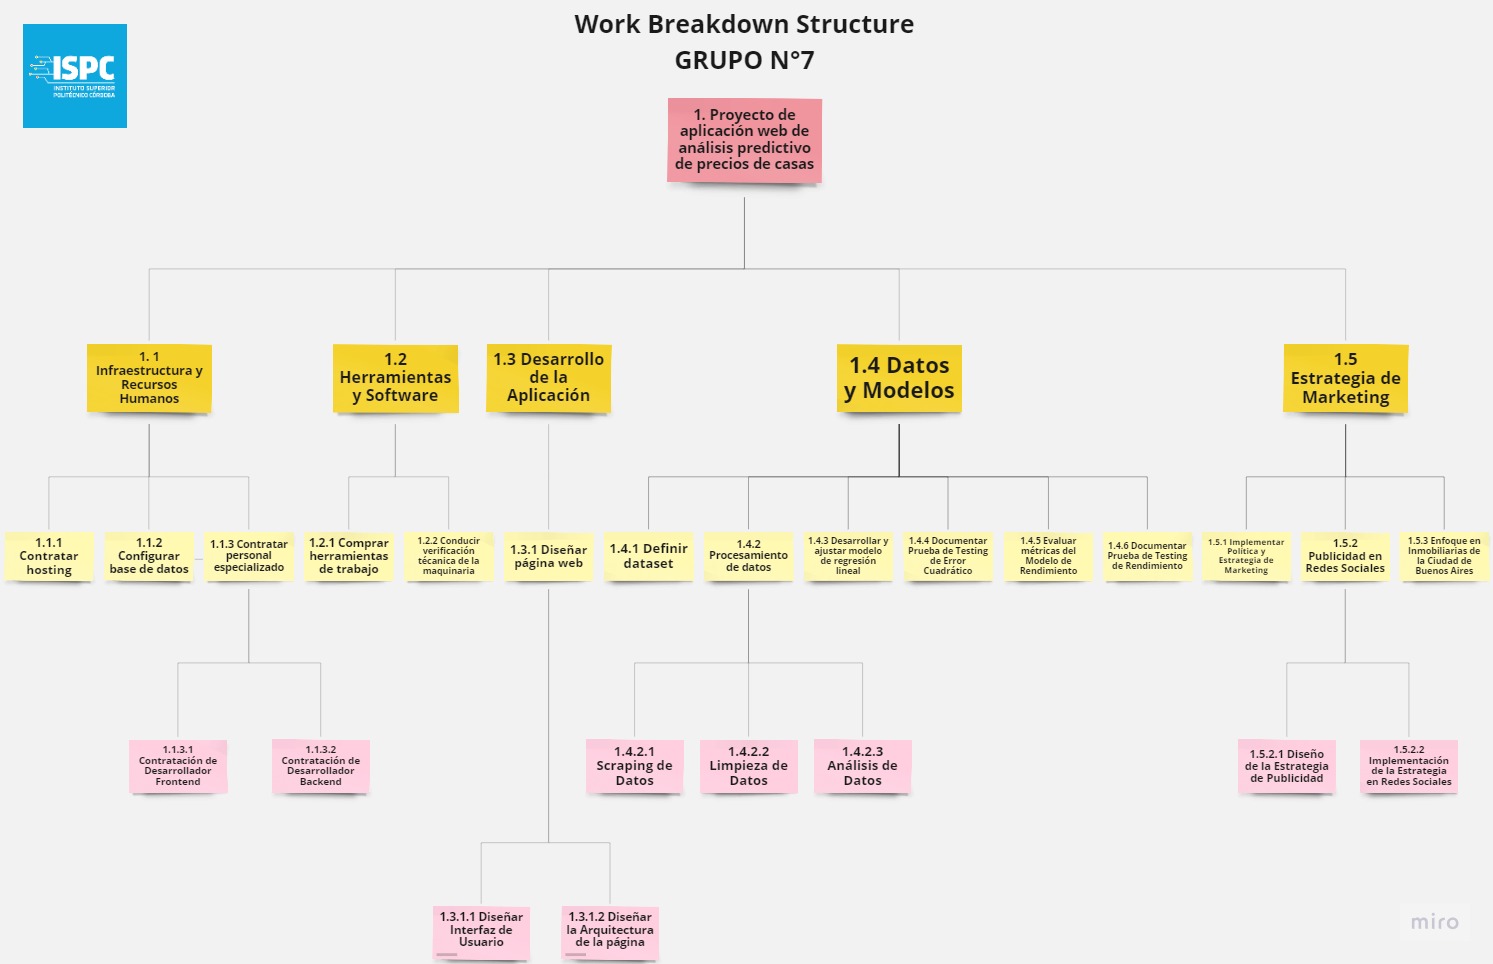 Work Breakdown Structure
GRUPO N°7
ISPC
INSTITUTO SUPERIOR
POLITÉCNICO CÓRDOBA
1. Proyecto de
aplicación web de
análisis predictivo
de precios de casas
1. 1
Infraestructura y
Recursos
Humanos
1.2
Herramientas
y Software
1.3 Desarrollo
de la
Aplicación
1.4 Datos
y Modelos
1.5
Estrategia de
Marketing
1.1.1
Contratar
hosting
1.1.2
Configurar
base de datos
1.1.3 Contratar
personal
especializado
1.2.1 Comprar
herramientas
de trabajo
1.2.2 Conducir
verificación
técnica de la
maquinaria
1.3.1 Diseñar
página web
1.4.1 Definir
dataset
1.4.2
Procesamiento
de datos
1.4.3 Desarrollar y
ajustar modelo
de regresión
lineal
1.4.4 Documentar
Prueba de Testing
de Error
Cuadrático
1.4.5 Evaluar
métricas del
Modelo de
Rendimiento
1.4.6 Documentar
Prueba de Testing
de Rendimiento
1.5.1 Implementar
Política y
Estrategia de
Marketing
1.5.2
Publicidad en
Redes Sociales
1.5.3 Enfoque en
Inmobiliarias de
la Ciudad de
Buenos Aires
1.1.3.1
Contratación de
Desarrollador
Frontend
1.1.3.2
Contratación de
Desarrollador
Backend
1.4.2.1
Scraping de
Datos
1.4.2.2
Limpieza de
Datos
1.4.2.3
Análisis de
Datos
1.5.2.1 Diseño
de la Estrategia
de Publicidad
1.5.2.2
Implementación
de la Estrategia
en Redes Sociales
1.3.1.1 Diseñar
Interfaz de
Usuario
1.3.1.2 Diseñar
la Arquitectura
de la página
miro